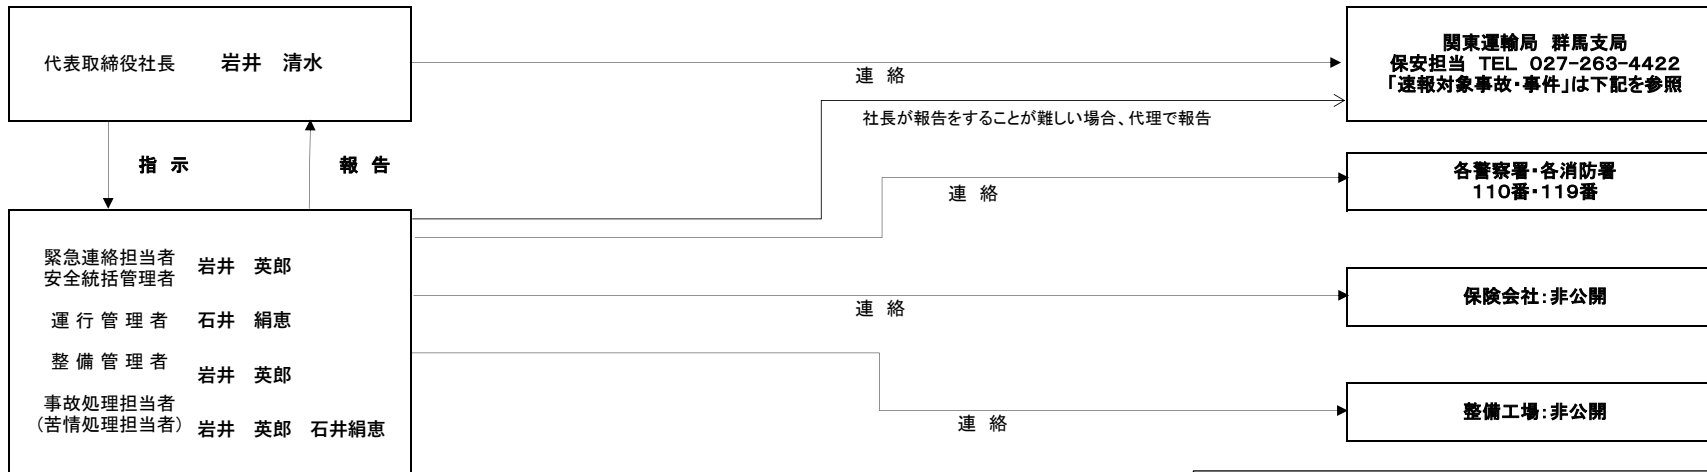 代表取締役社長 岩井 清水
関東運輸局 群馬支局
保安担当 TEL 027-263-4422
「速報対象事故・事件」は下記を参照
連 絡
社長が報告をすることが難しい場合、代理で報告
指 示
報 告
各警察署・各消防署
110番・119番
連 絡
緊急連絡担当者
安全統括管理者
岩井 英郎
運 行 管 理 者 石井 絹恵
整 備 管 理 者
岩井 英郎
事故処理担当者
(苦情処理担当者)
岩井 英郎 石井絹恵
保険会社:非公開
連 絡
整備工場:非公開
連 絡